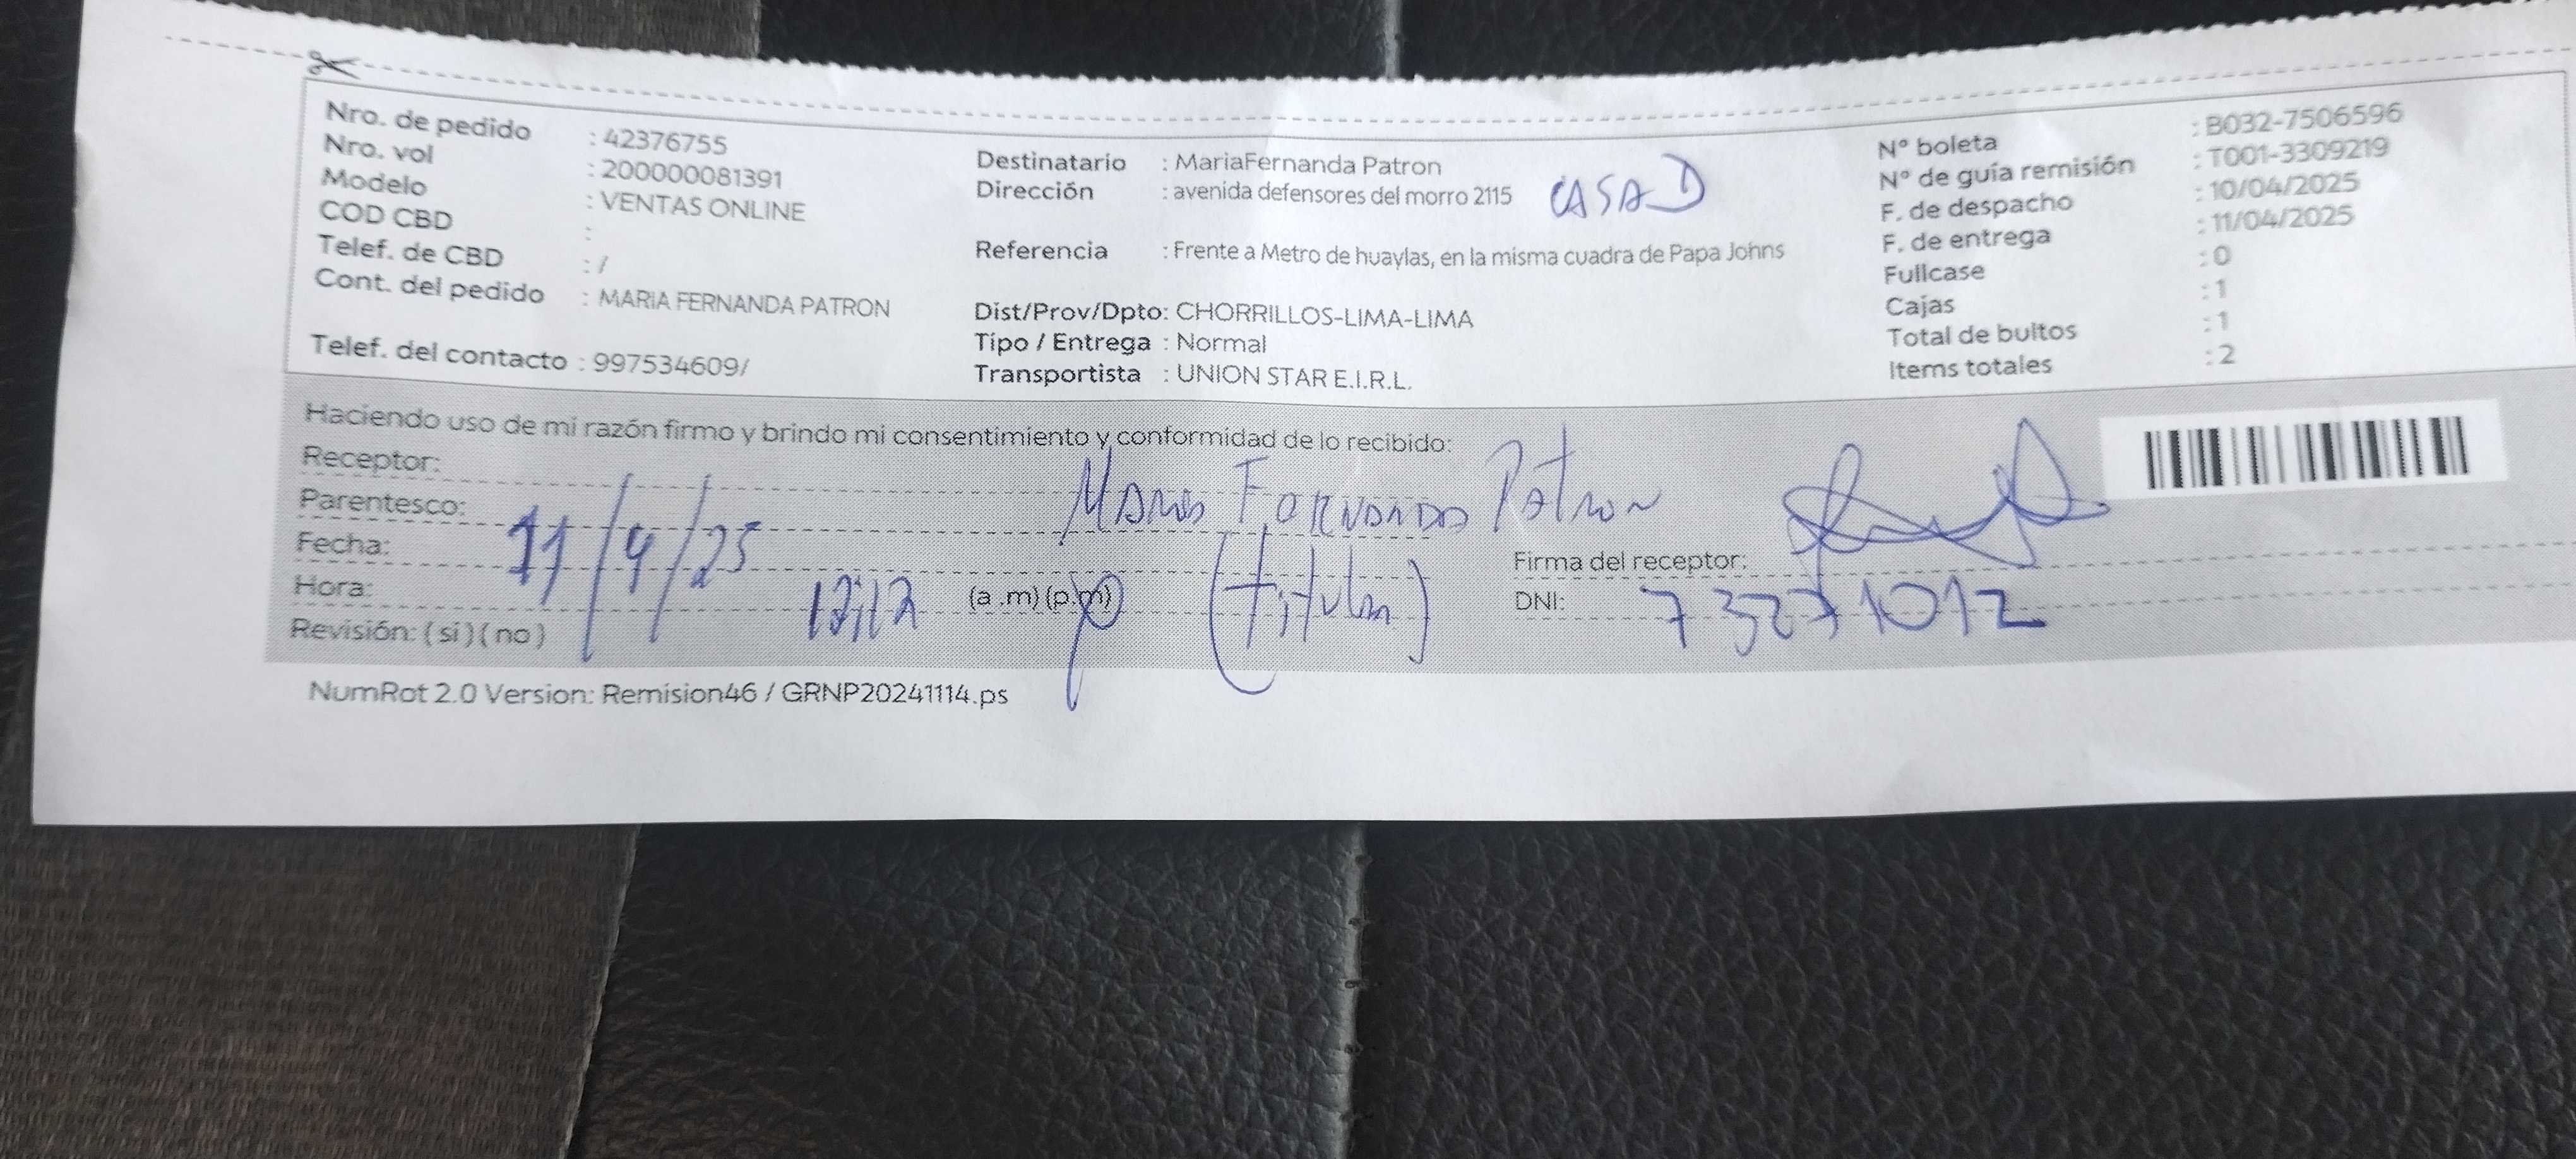 Nro. de pedido : 42376755
Nro. vol : 200000081391
Modelo : VENTAS ONLINE
COD CBD :
Telef. de CBD : /
Cont. del pedido : MARIA FERNANDA PATRON
Telef. del contacto : 997534609/
Destinatario : MariaFernanda Patron
Dirección : avenida defensores del morro 2115 CASA D
Referencia : Frente a Metro de huaylas, en la misma cuadra de Papa Johns
Dist/Prov/Dpto: CHORRILLOS-LIMA-LIMA
Tipo / Entrega : Normal
Transportista : UNION STAR E.I.R.L.
N° boleta : B032-7506596
N° de guía remisión : T001-3309219
F. de despacho : 10/04/2025
F. de entrega : 11/04/2025
Fullcase : 0
Cajas : 1
Total de bultos : 1
Items totales : 2
Haciendo uso de mi razón firmo y brindo mi consentimiento y conformidad de lo recibido:
Receptor: Maria Fernanda Patron
Parentesco: (titular)
Fecha: 11/4/25
Hora: (a .m) (p.m)
Revisión: ( si ) ( no )
Firma del receptor:
DNI: 73271012
NumRot 2.0 Version: Remision46 / GRNP20241114.ps